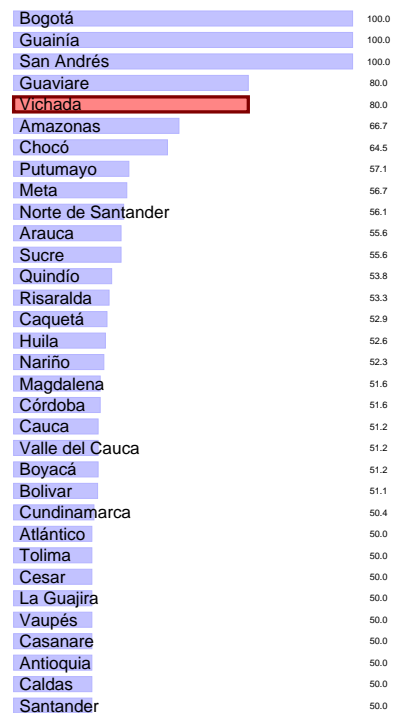 Bogotá 100.0
Guainía 100.0
San Andrés 100.0
Guaviare 80.0
Vichada 80.0
Amazonas 66.7
Chocó 64.5
Putumayo 57.1
Meta 56.7
Norte de Santander 56.1
Arauca 55.6
Sucre 55.6
Quindío 53.8
Risaralda 53.3
Caquetá 52.9
Huila 52.6
Nariño 52.3
Magdalena 51.6
Córdoba 51.6
Cauca 51.2
Valle del Cauca 51.2
Boyacá 51.2
Bolivar 51.1
Cundinamarca 50.4
Atlántico 50.0
Tolima 50.0
Cesar 50.0
La Guajira 50.0
Vaupés 50.0
Casanare 50.0
Antioquia 50.0
Caldas 50.0
Santander 50.0